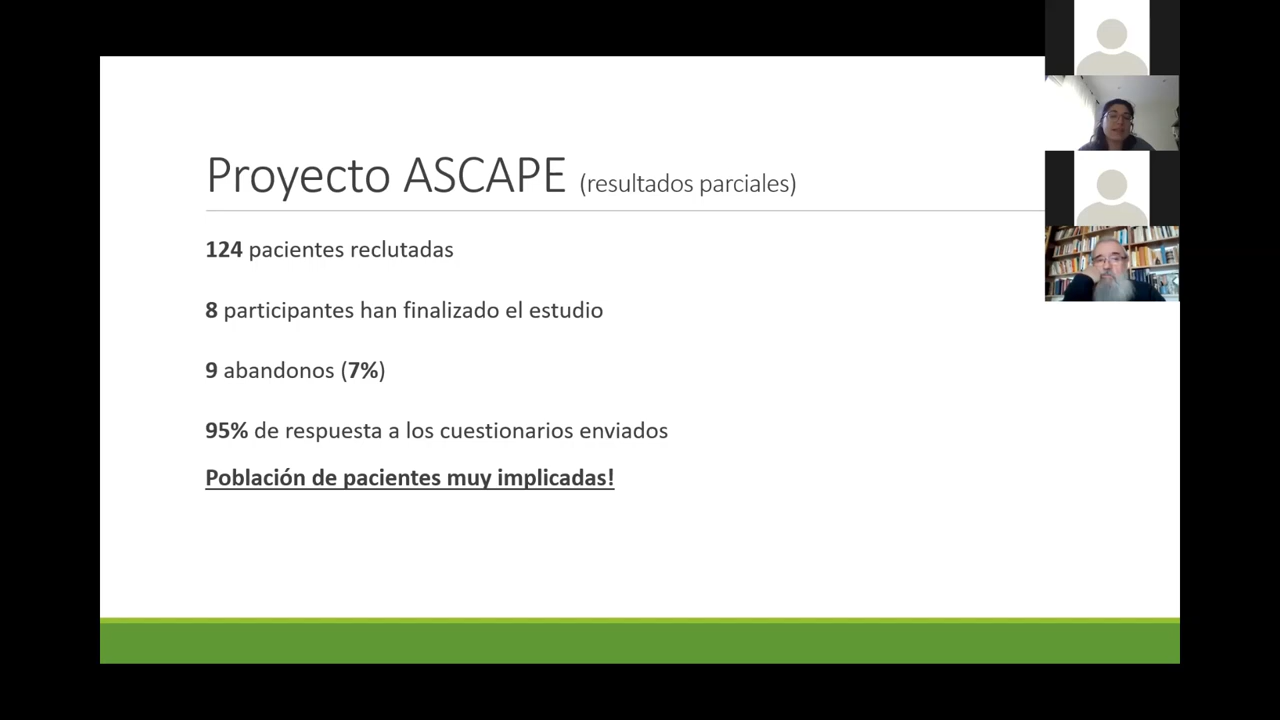 Proyecto ASCAPE (resultados parciales)
124 pacientes reclutadas
8 participantes han finalizado el estudio
9 abandonos (7%)
95% de respuesta a los cuestionarios enviados
Población de pacientes muy implicadas!